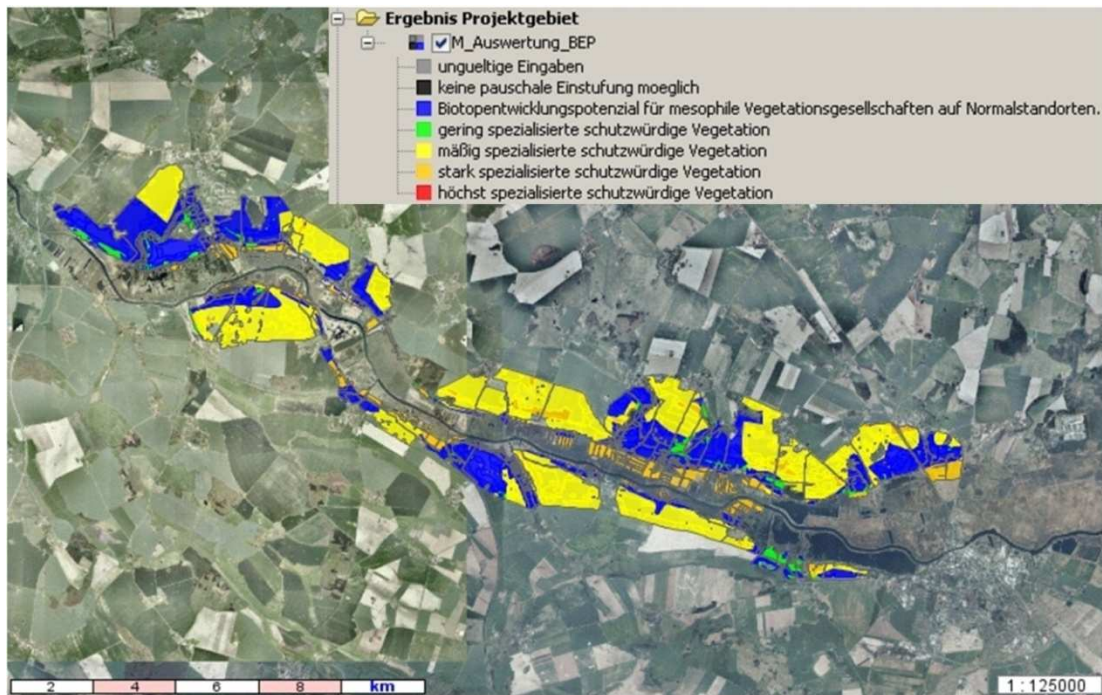 Ergebnis Projektgebiet
M_Auswertung_BEP
ungueltige Eingaben
keine pauschale Einstufung moeglich
Biotopentwicklungspotenzial für mesophile Vegetationsgesellschaften auf Normalstandorten.
gering spezialisierte schutzwürdige Vegetation
mäßig spezialisierte schutzwürdige Vegetation
stark spezialisierte schutzwürdige Vegetation
höchst spezialisierte schutzwürdige Vegetation
2 4 6 8 km
1 : 125000